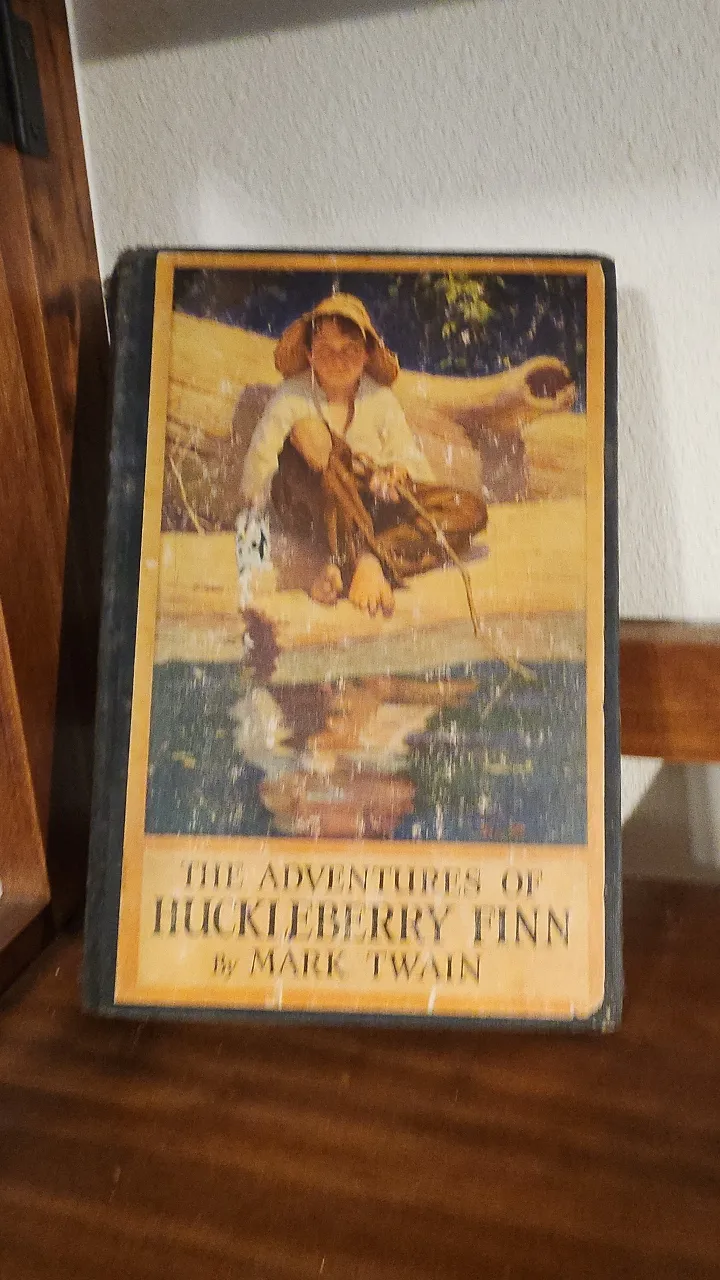 THE ADVENTURES OF
HUCKLEBERRY FINN
By MARK TWAIN